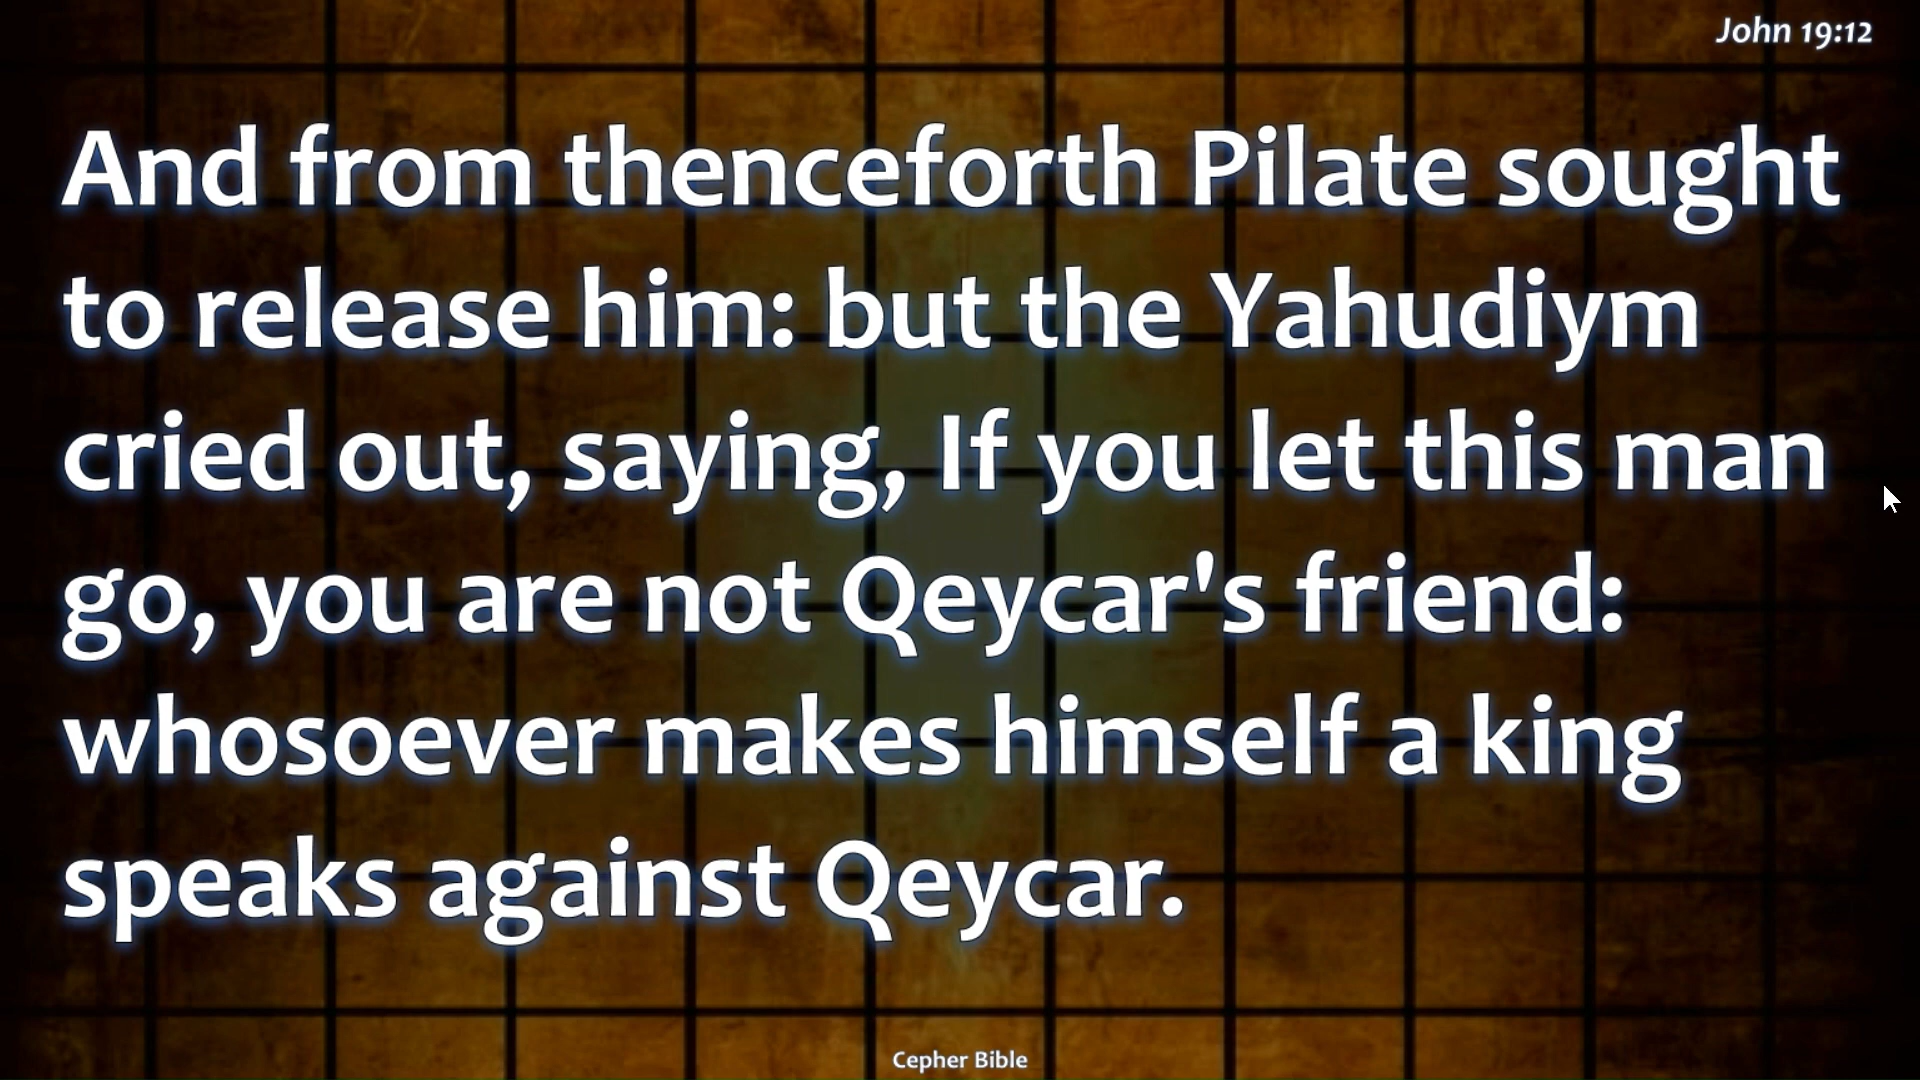 John 19:12
And from thenceforth Pilate sought
to release him: but the Yahudiym
cried out, saying, If you let this man
go, you are not Qeycar's friend:
whosoever makes himself a king
speaks against Qeycar.
Cepher Bible